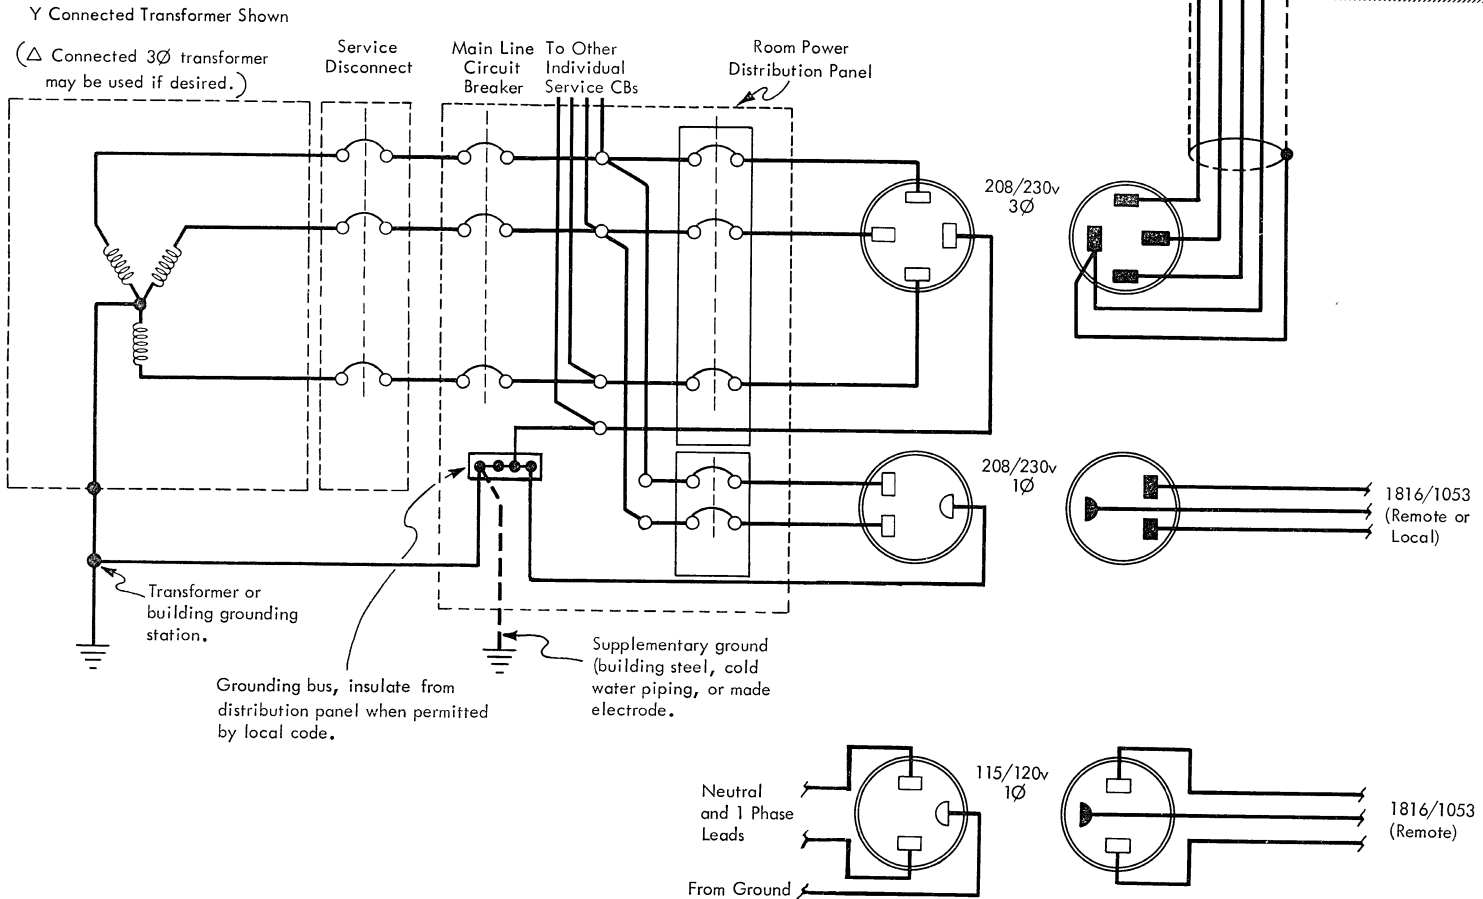 Y Connected Transformer Shown
(△ Connected 3Ø transformer
may be used if desired.)
Service
Disconnect
Main Line
Circuit
Breaker
To Other
Individual
Service CBs
Room Power
Distribution Panel
208/230v
3Ø
208/230v
1Ø
1816/1053
(Remote or
Local)
Transformer or
building grounding
station.
Supplementary ground
(building steel, cold
water piping, or made
electrode.
Grounding bus, insulate from
distribution panel when permitted
by local code.
Neutral
and 1 Phase
Leads
From Ground
115/120v
1Ø
1816/1053
(Remote)